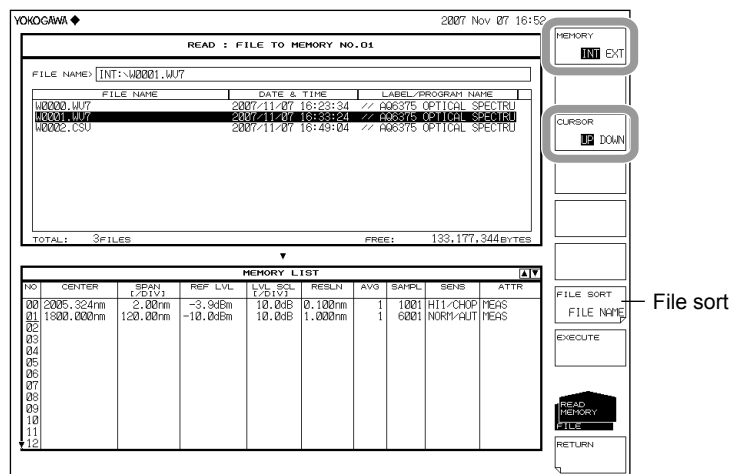 YOKOGAWA ◆ 2007 Nov 07 16:52
READ : FILE TO MEMORY NO.01
FILE NAME> INT:\W0001.WV7
FILE NAME DATE & TIME LABEL/PROGRAM NAME
W0000.WV7 2007/11/07 16:23:34 // AQ6375 OPTICAL SPECTRU
W0001.WV7 2007/11/07 16:33:24 // AQ6375 OPTICAL SPECTRU
W0002.CSV 2007/11/07 16:49:04 // AQ6375 OPTICAL SPECTRU
TOTAL: 3FILES FREE: 133,177,344BYTES
▼
MEMORY LIST ▲▼
NO CENTER SPAN [/DIV] REF LVL LVL SCL [/DIV] RESLN AVG SAMPL SENS ATTR
00 2005.324nm 2.00nm -3.9dBm 10.0dB 0.100nm 1 1001 HI1/CHOP MEAS
01 1800.000nm 120.00nm -10.0dBm 10.0dB 1.000nm 1 6001 NORM/AUT MEAS
02
03
04
05
06
07
08
09
10
11
▼12
MEMORY
INT EXT
CURSOR
UP DOWN
FILE SORT
FILE NAME
File sort
EXECUTE
READ
MEMORY
FILE
RETURN